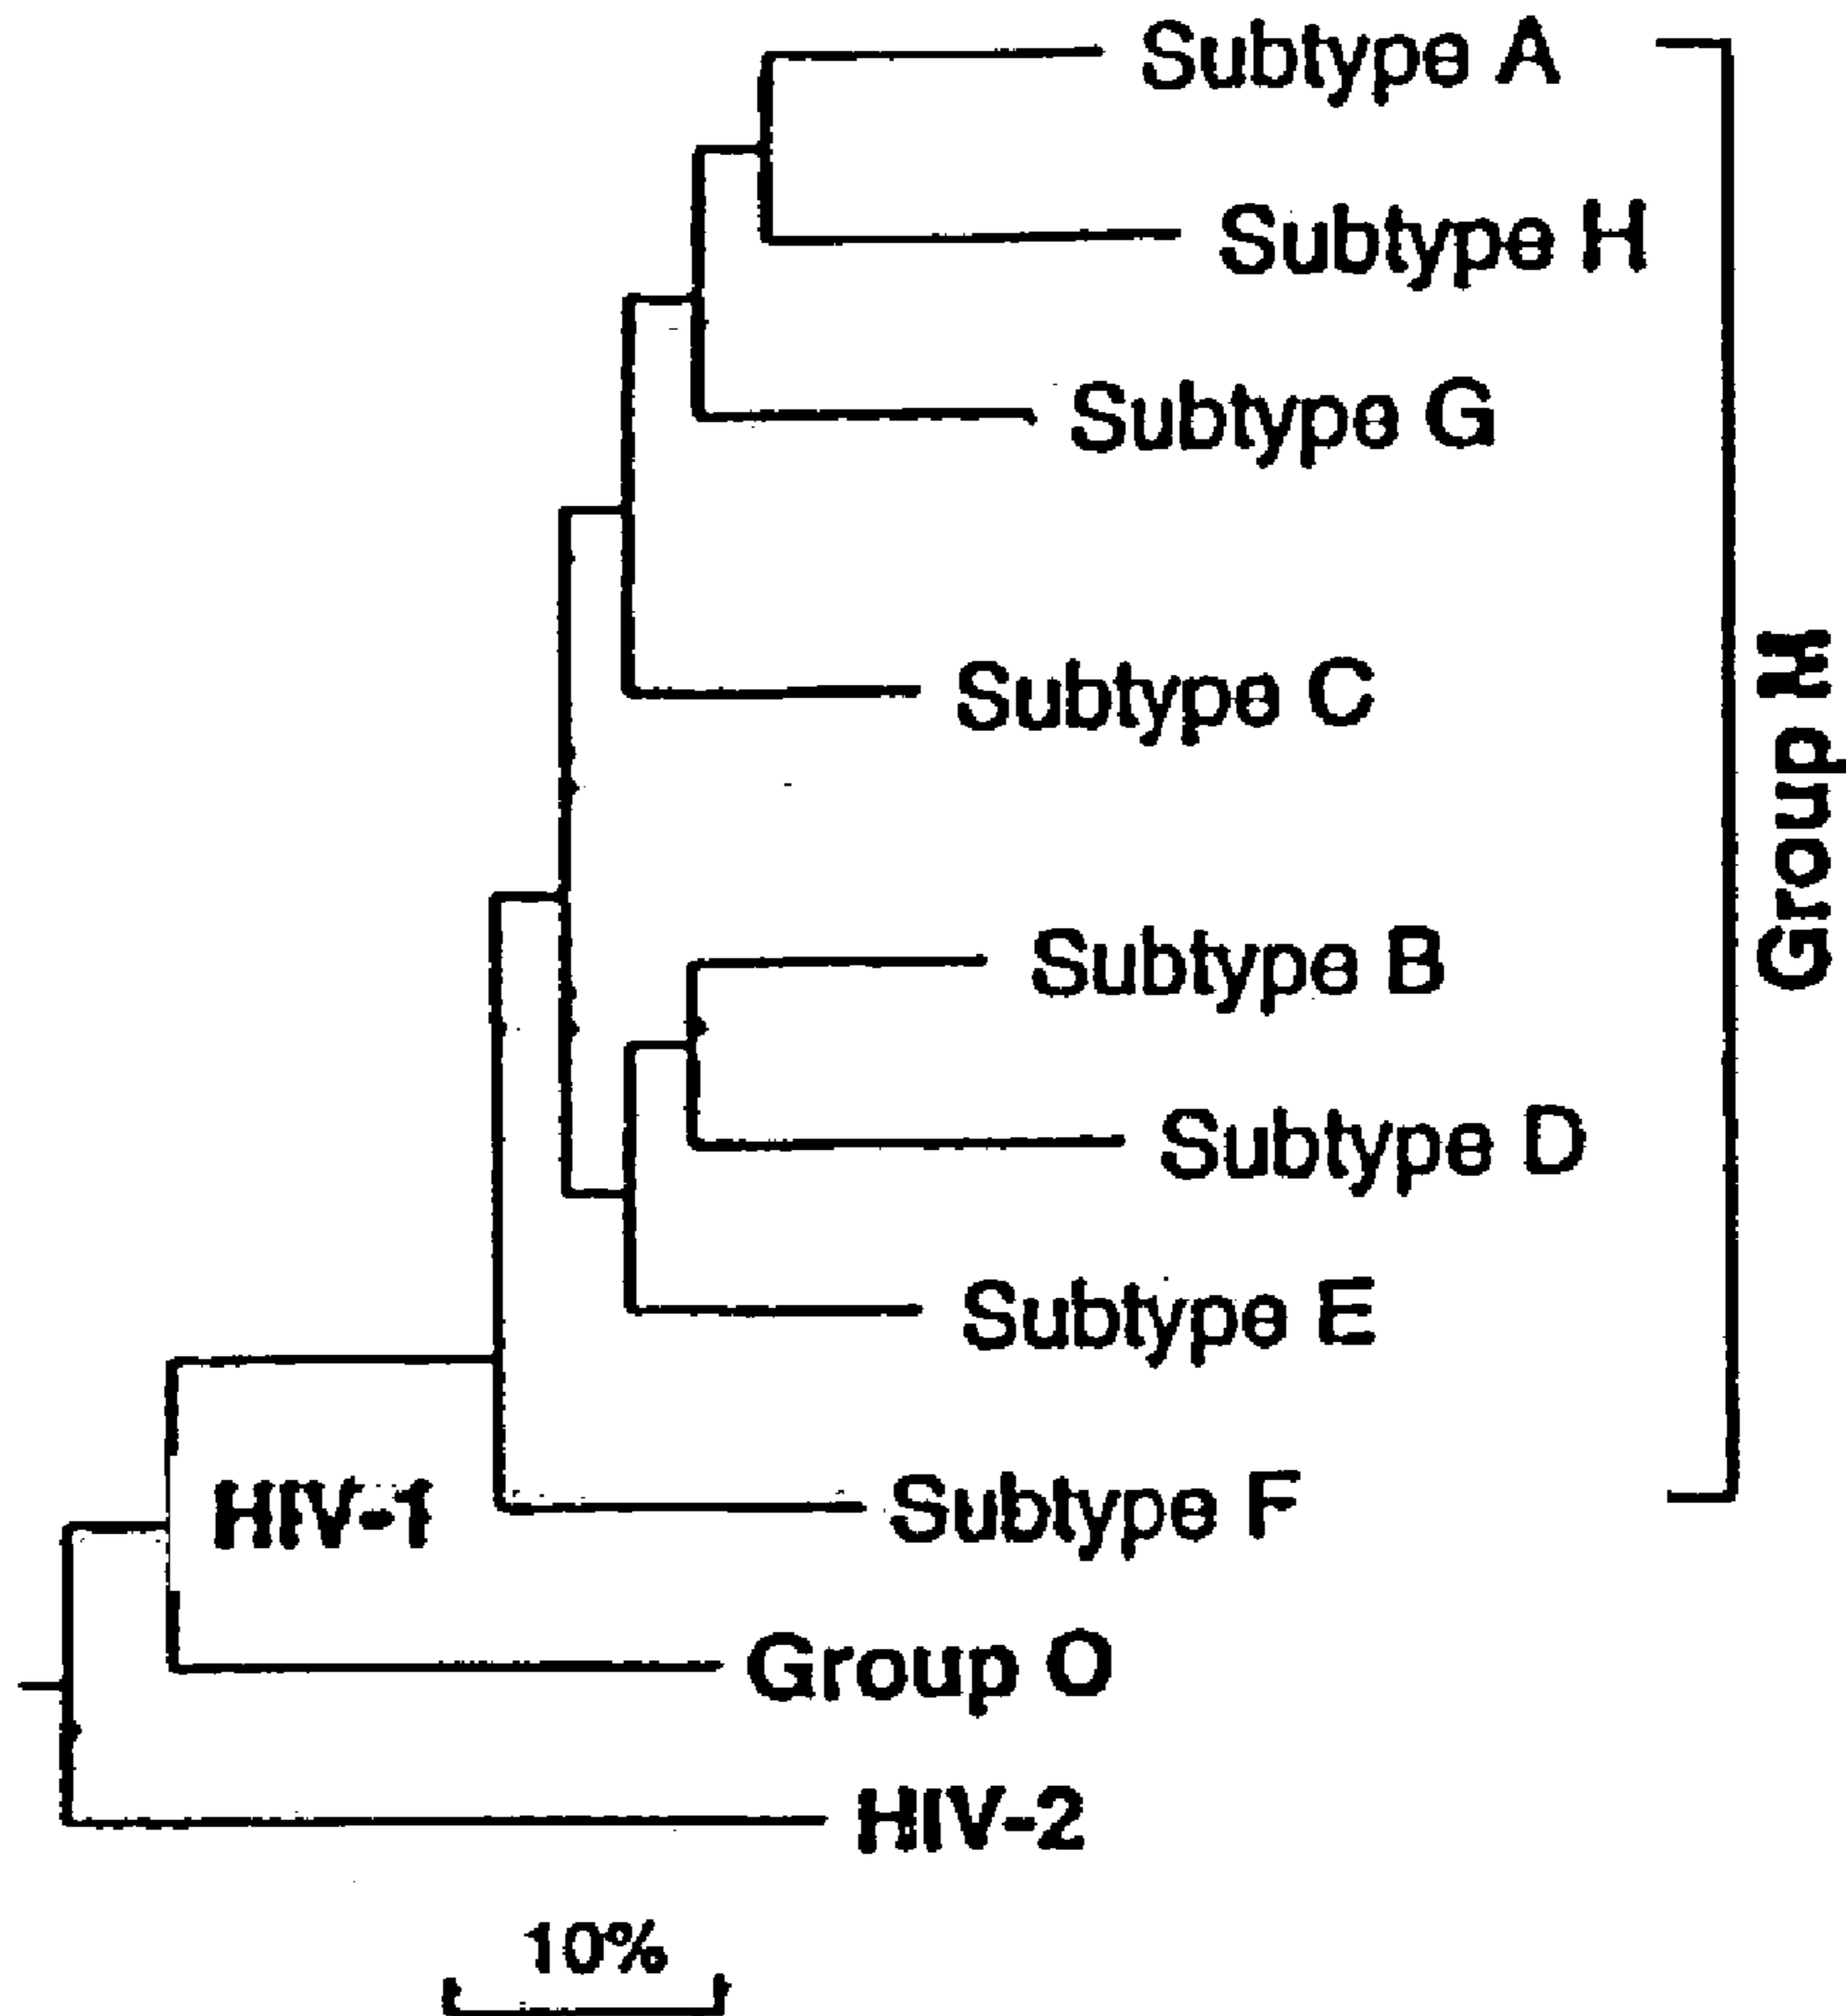 Subtype A
Subtype H
Subtype G
Subtype C
Group M
Subtype B
Subtype D
Subtype E
HIV-1
Subtype F
Group O
HIV-2
10%